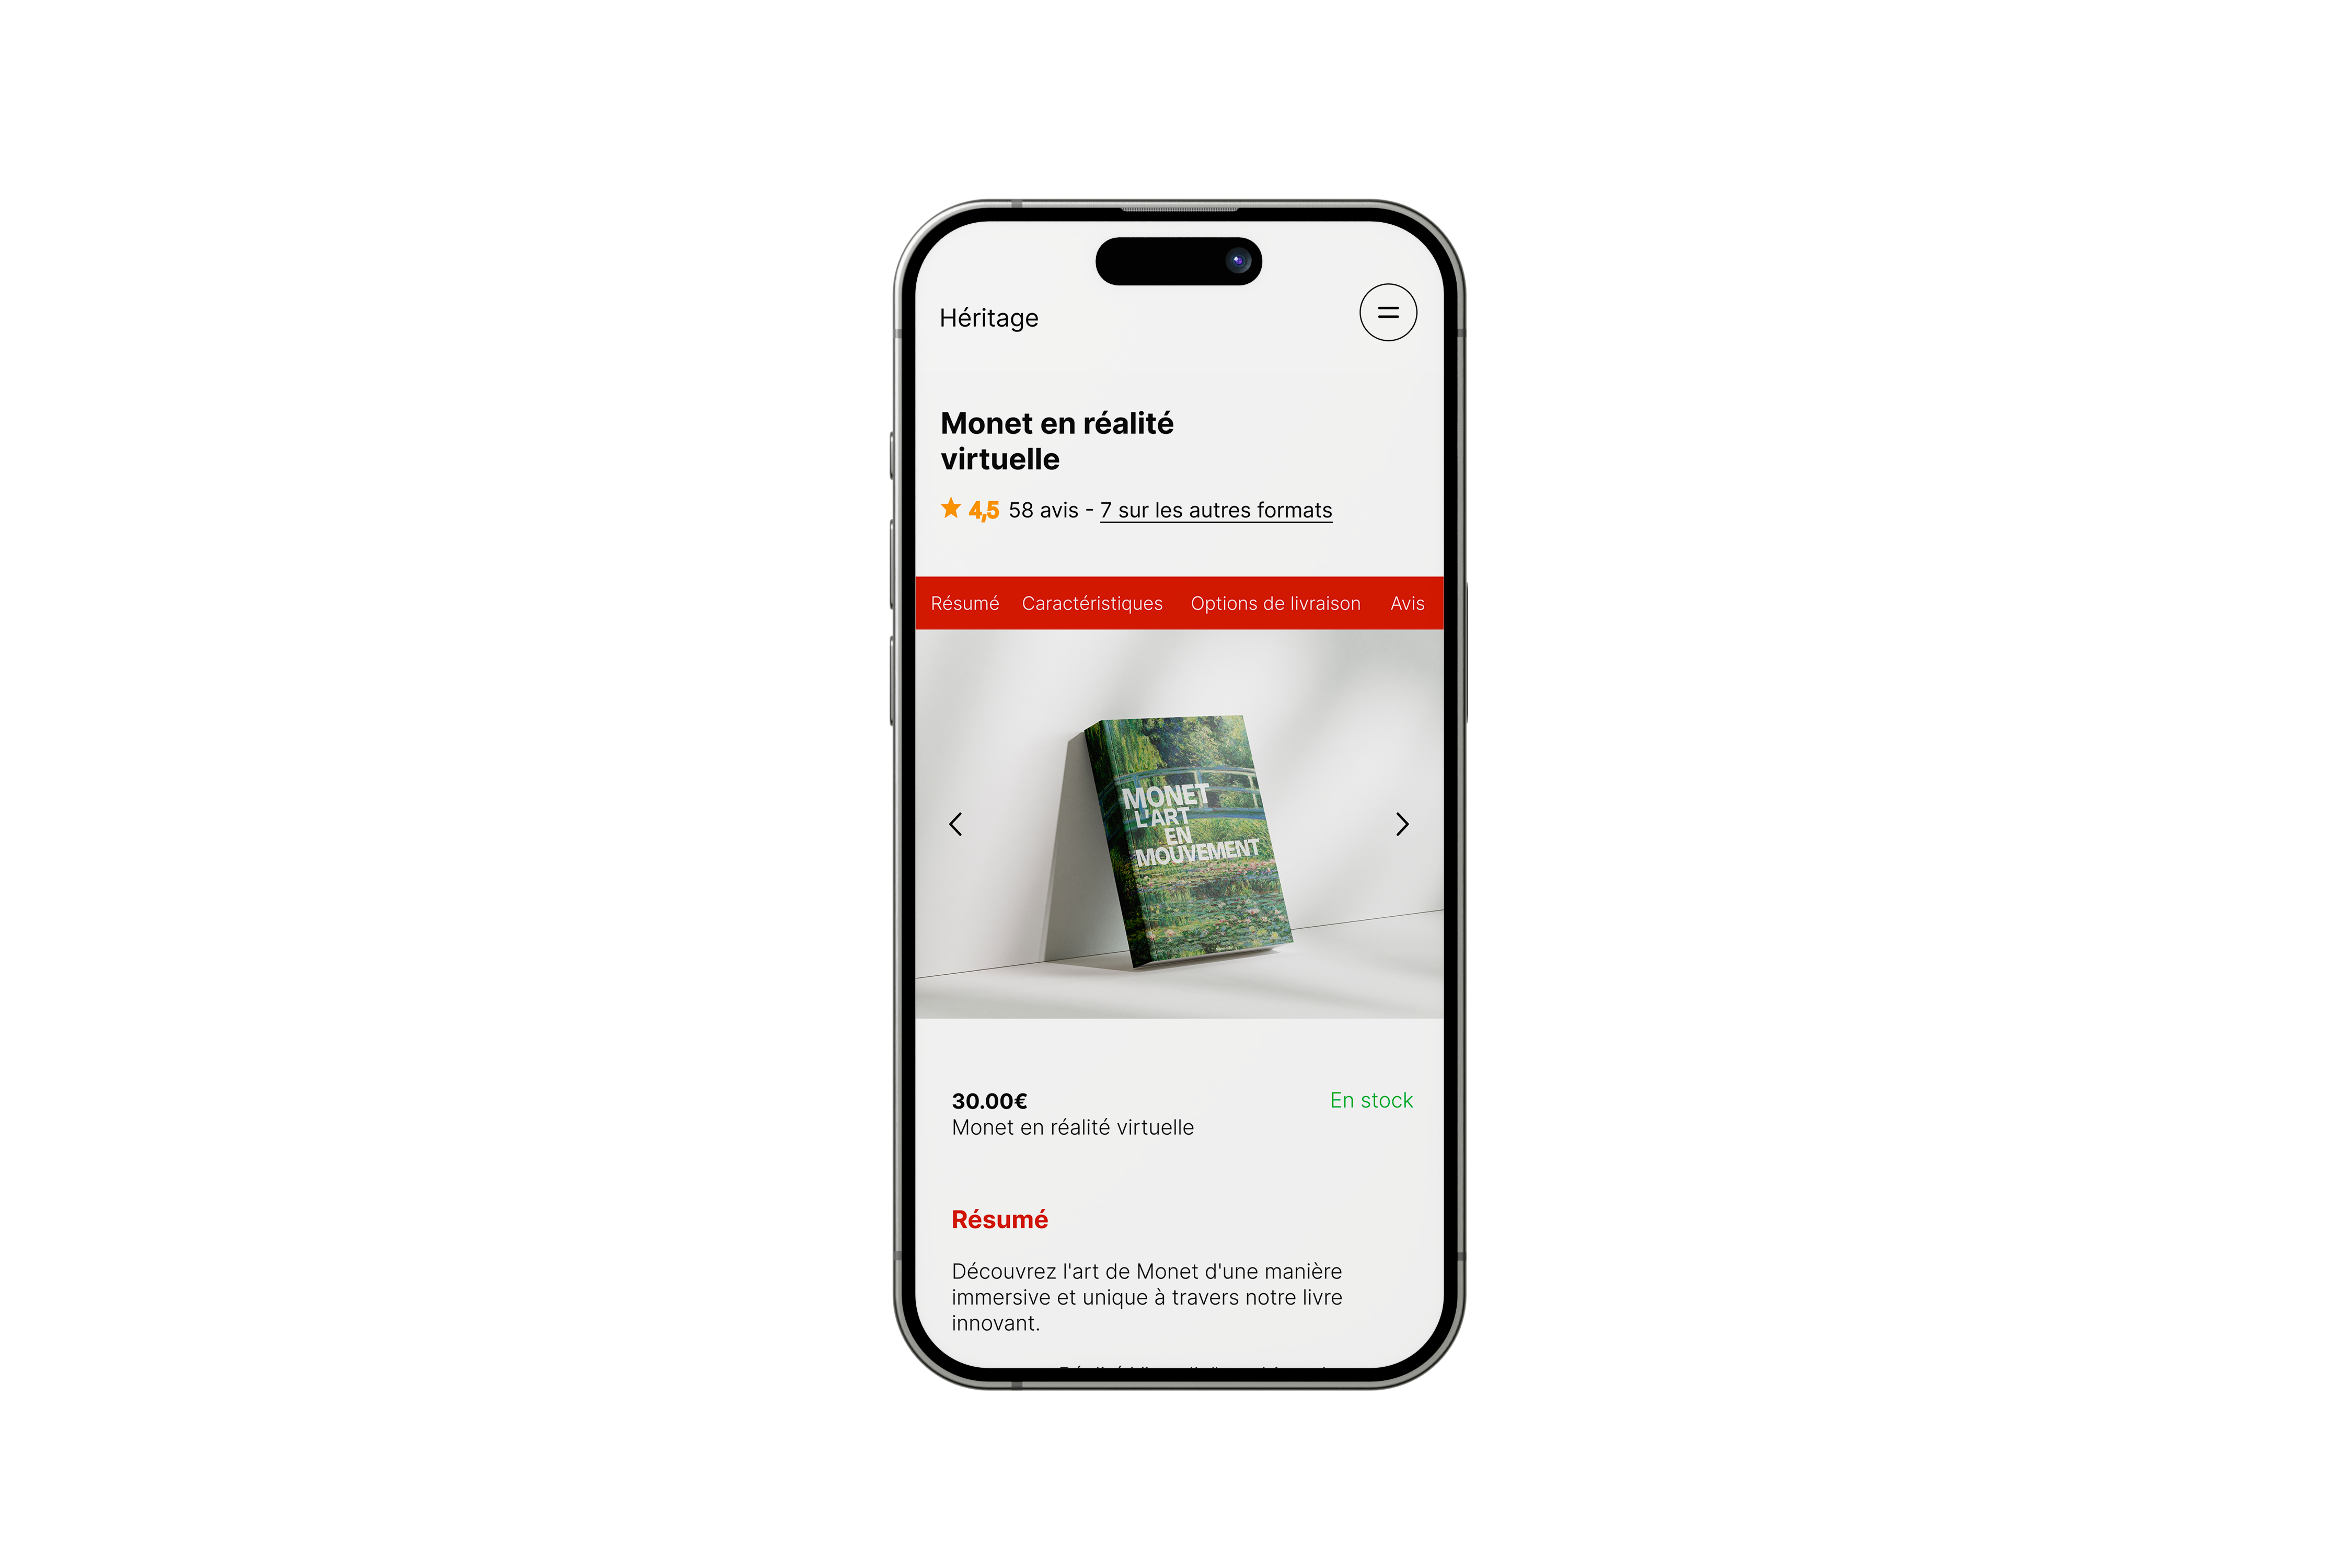 Héritage
Monet en réalité
virtuelle
4,5 58 avis - 7 sur les autres formats
Résumé Caractéristiques Options de livraison Avis
MONET
L'ART
EN
MOUVEMENT
30.00€ En stock
Monet en réalité virtuelle
Résumé
Découvrez l'art de Monet d'une manière
immersive et unique à travers notre livre
innovant.